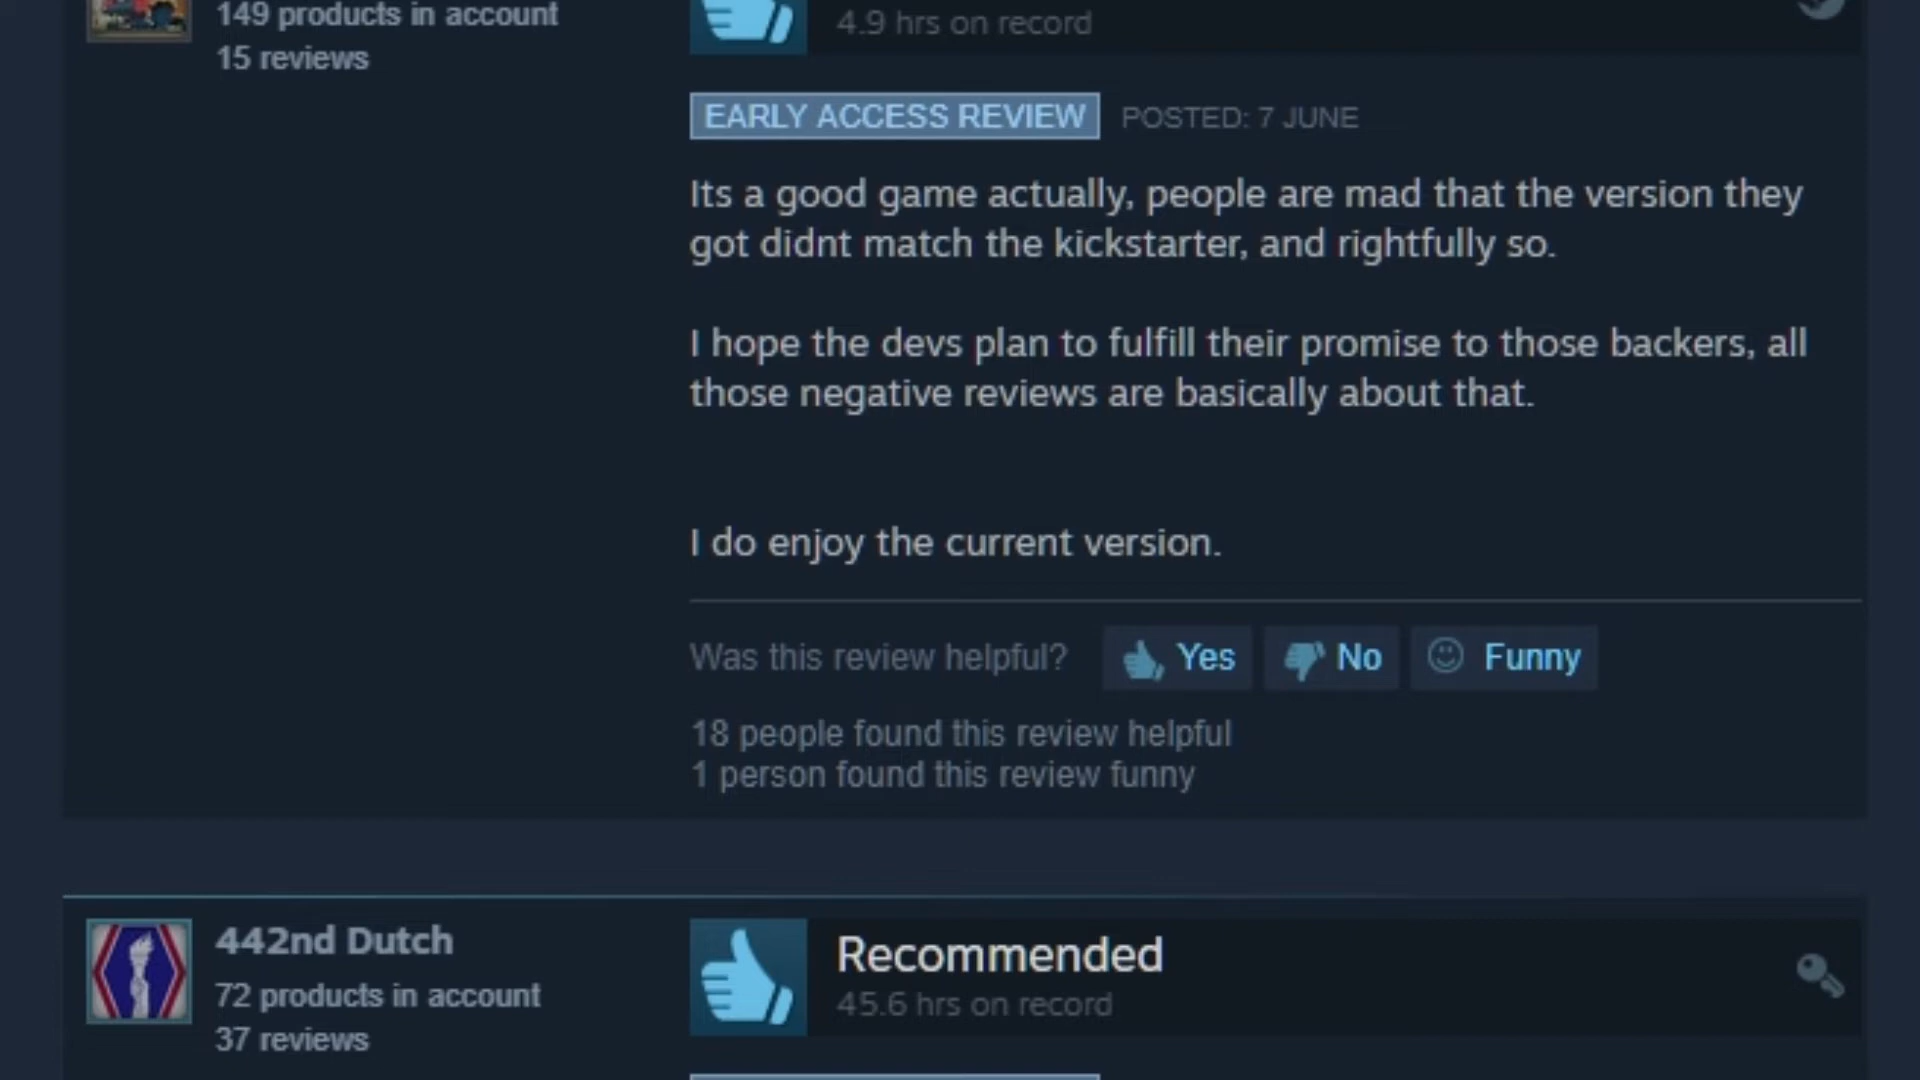 149 products in account
15 reviews
4.9 hrs on record
EARLY ACCESS REVIEW POSTED: 7 JUNE
Its a good game actually, people are mad that the version they
got didnt match the kickstarter, and rightfully so.
I hope the devs plan to fulfill their promise to those backers, all
those negative reviews are basically about that.
I do enjoy the current version.
Was this review helpful? Yes No Funny
18 people found this review helpful
1 person found this review funny
442nd Dutch
72 products in account
37 reviews
Recommended
45.6 hrs on record